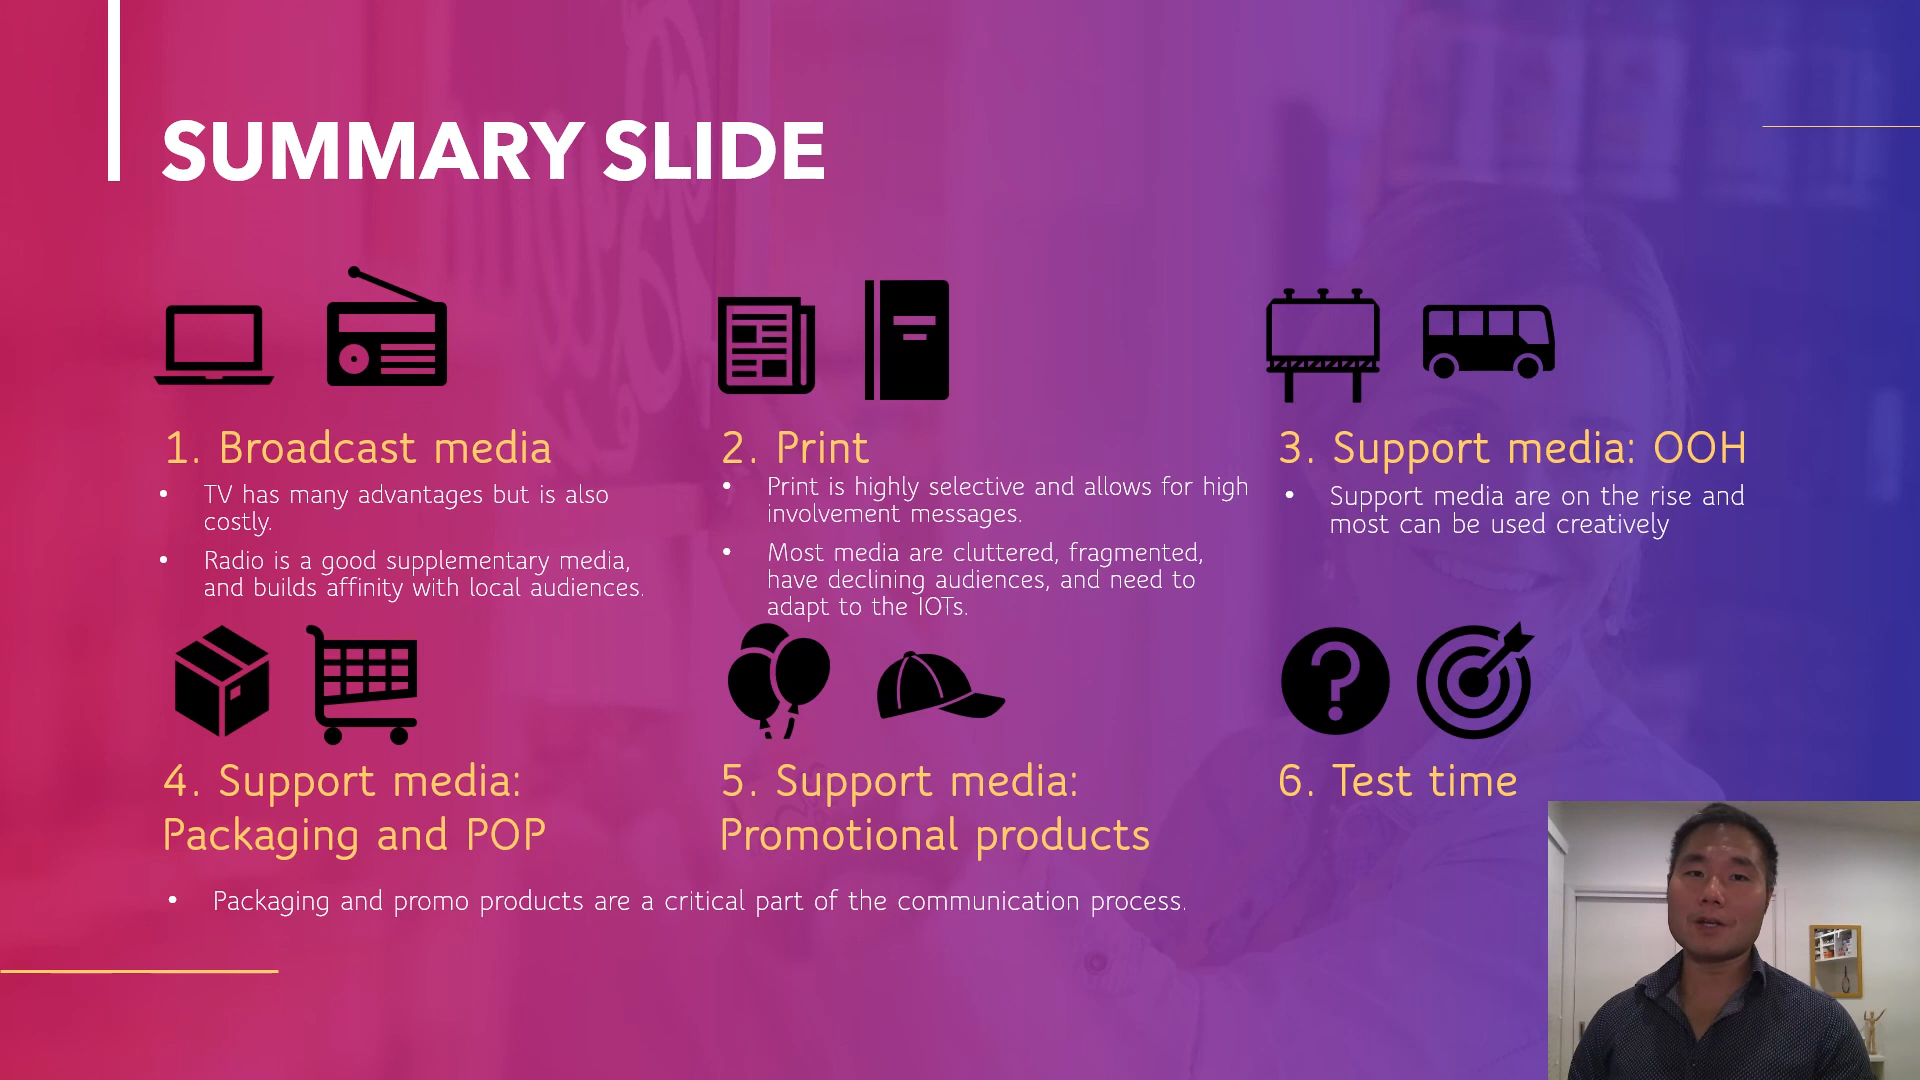 SUMMARY SLIDE
1. Broadcast media
• TV has many advantages but is also
costly.
• Radio is a good supplementary media,
and builds affinity with local audiences.
2. Print
• Print is highly selective and allows for high
involvement messages.
• Most media are cluttered, fragmented,
have declining audiences, and need to
adapt to the IOTs.
3. Support media: OOH
• Support media are on the rise and
most can be used creatively
4. Support media:
Packaging and POP
5. Support media:
Promotional products
• Packaging and promo products are a critical part of the communication process.
6. Test time